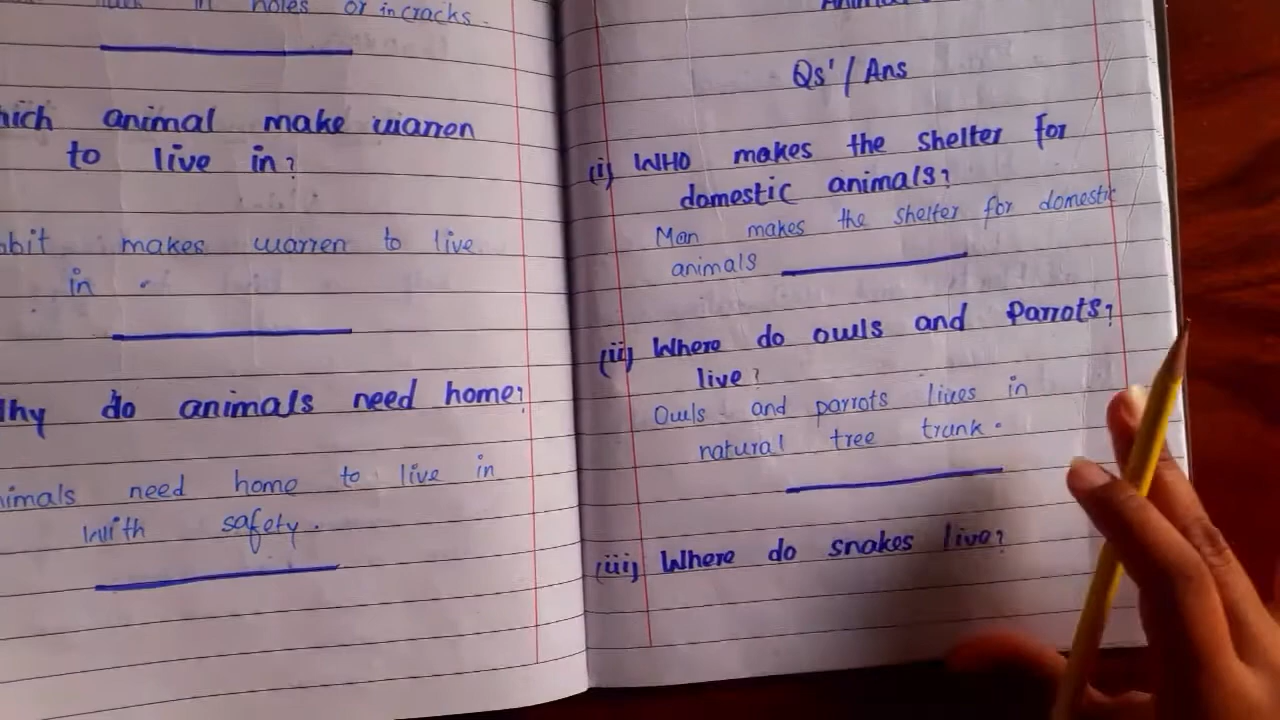 in holes or in cracks.
hich animal make warren
to live in?
bbit makes warren to live
in .
Why do animals need home?
nimals need home to live in
with safety.
Qs' / Ans
(i) WHO makes the shelter for
domestic animals?
Man makes the shelter for domestic
animals
(ii) Where do owls and Parrots?
live?
Owls and parrots lives in
natural tree trunk.
(iii) Where do snakes live?